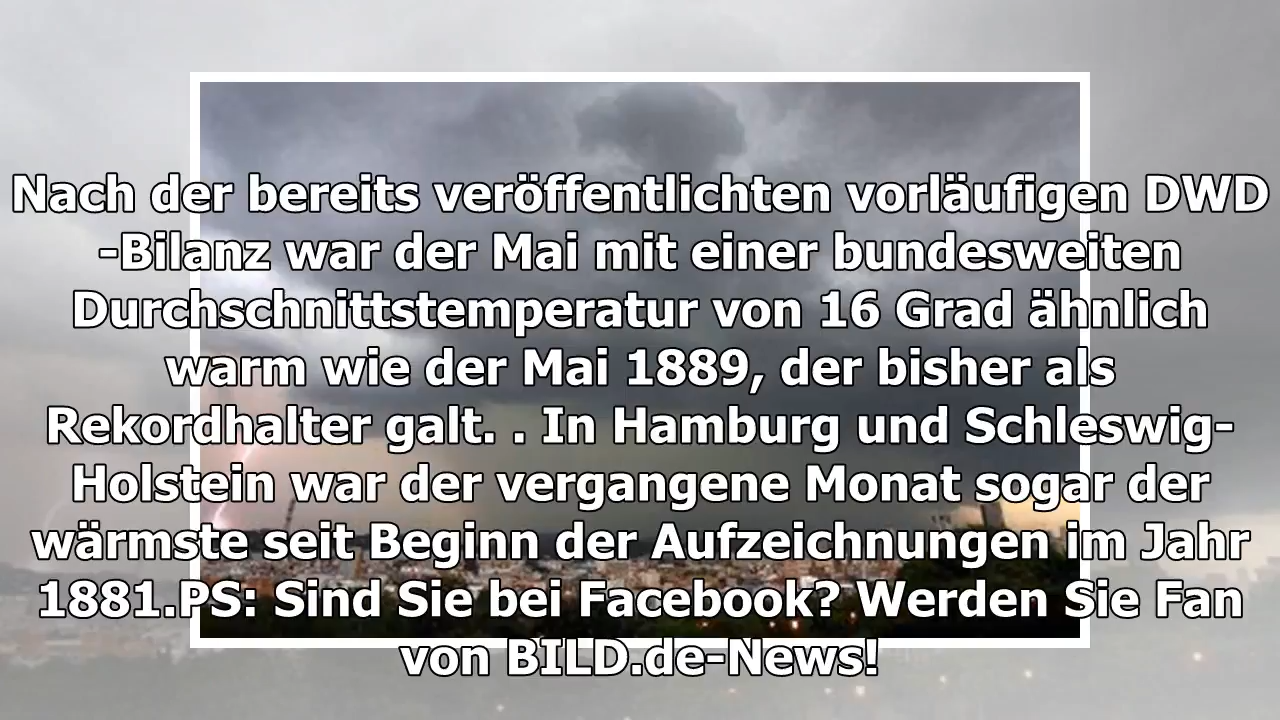 Nach der bereits veröffentlichten vorläufigen DWD
-Bilanz war der Mai mit einer bundesweiten
Durchschnittstemperatur von 16 Grad ähnlich
warm wie der Mai 1889, der bisher als
Rekordhalter galt. . In Hamburg und Schleswig-
Holstein war der vergangene Monat sogar der
wärmste seit Beginn der Aufzeichnungen im Jahr
1881.PS: Sind Sie bei Facebook? Werden Sie Fan
von BILD.de-News!